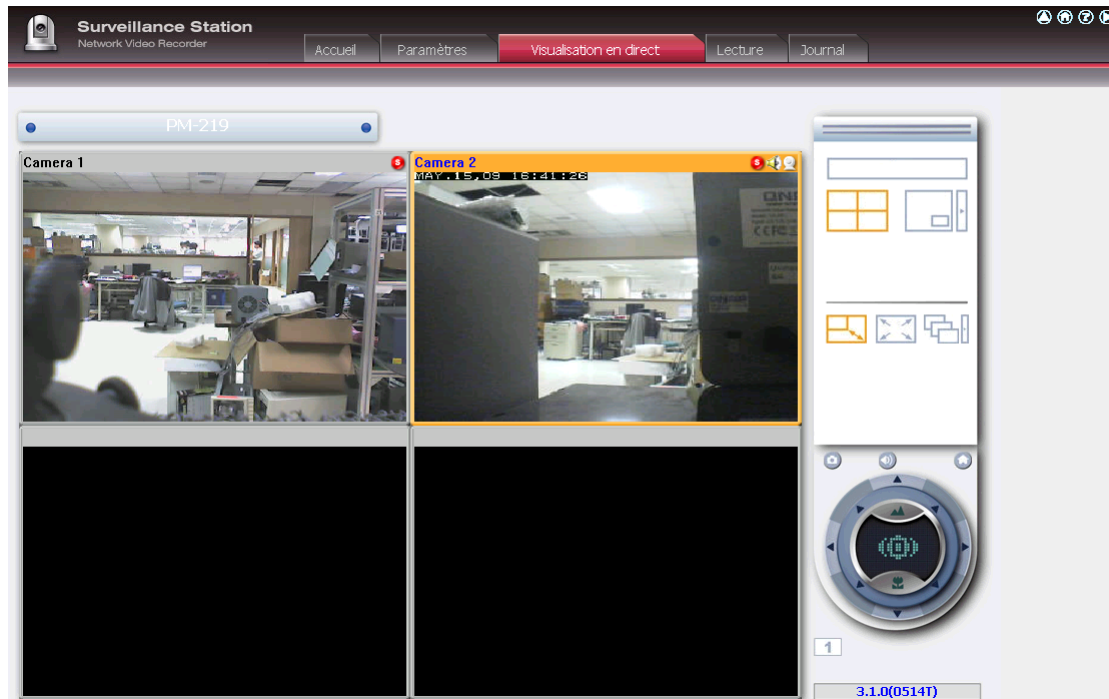 Surveillance Station
Network Video Recorder
Accueil
Paramètres
Visualisation en direct
Lecture
Journal
PM-219
Camera 1
S
Camera 2
S
MAY.15,09 16:41:26
1
3.1.0(0514T)